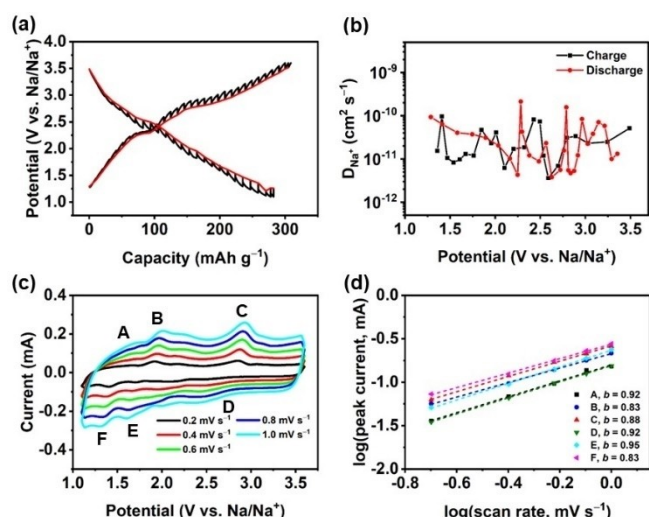 (a)
4.0
3.5
3.0
2.5
2.0
1.5
1.0
Potential (V vs. Na/Na⁺)
0 100 200 300
Capacity (mAh g⁻¹)
(b)
10⁻⁹
10⁻¹⁰
10⁻¹¹
10⁻¹²
D_Na⁺ (cm² s⁻¹)
Charge
Discharge
1.0 1.5 2.0 2.5 3.0 3.5
Potential (V vs. Na/Na⁺)
(c)
0.4
0.2
0.0
-0.2
-0.4
Current (mA)
A B C
D
E
F
0.2 mV s⁻¹ 0.8 mV s⁻¹
0.4 mV s⁻¹ 1.0 mV s⁻¹
0.6 mV s⁻¹
1.0 1.5 2.0 2.5 3.0 3.5
Potential (V vs. Na/Na⁺)
(d)
0.0
-0.5
-1.0
-1.5
-2.0
log(peak current, mA)
A, b = 0.92
B, b = 0.83
C, b = 0.88
D, b = 0.92
E, b = 0.95
F, b = 0.83
-0.8 -0.6 -0.4 -0.2 0.0 0.2
log(scan rate, mV s⁻¹)